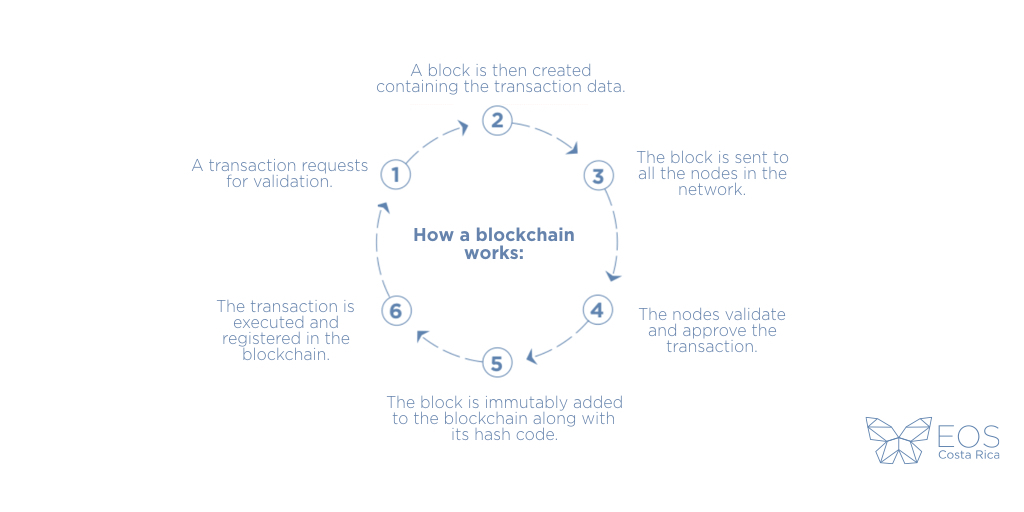 A block is then created
containing the transaction data.
2
A transaction requests
for validation.
1
3
The block is sent to
all the nodes in the
network.
How a blockchain
works:
The transaction is
executed and
registered in the
blockchain.
6
4
The nodes validate
and approve the
transaction.
5
The block is immutably added
to the blockchain along with
its hash code.
EOS
Costa Rica